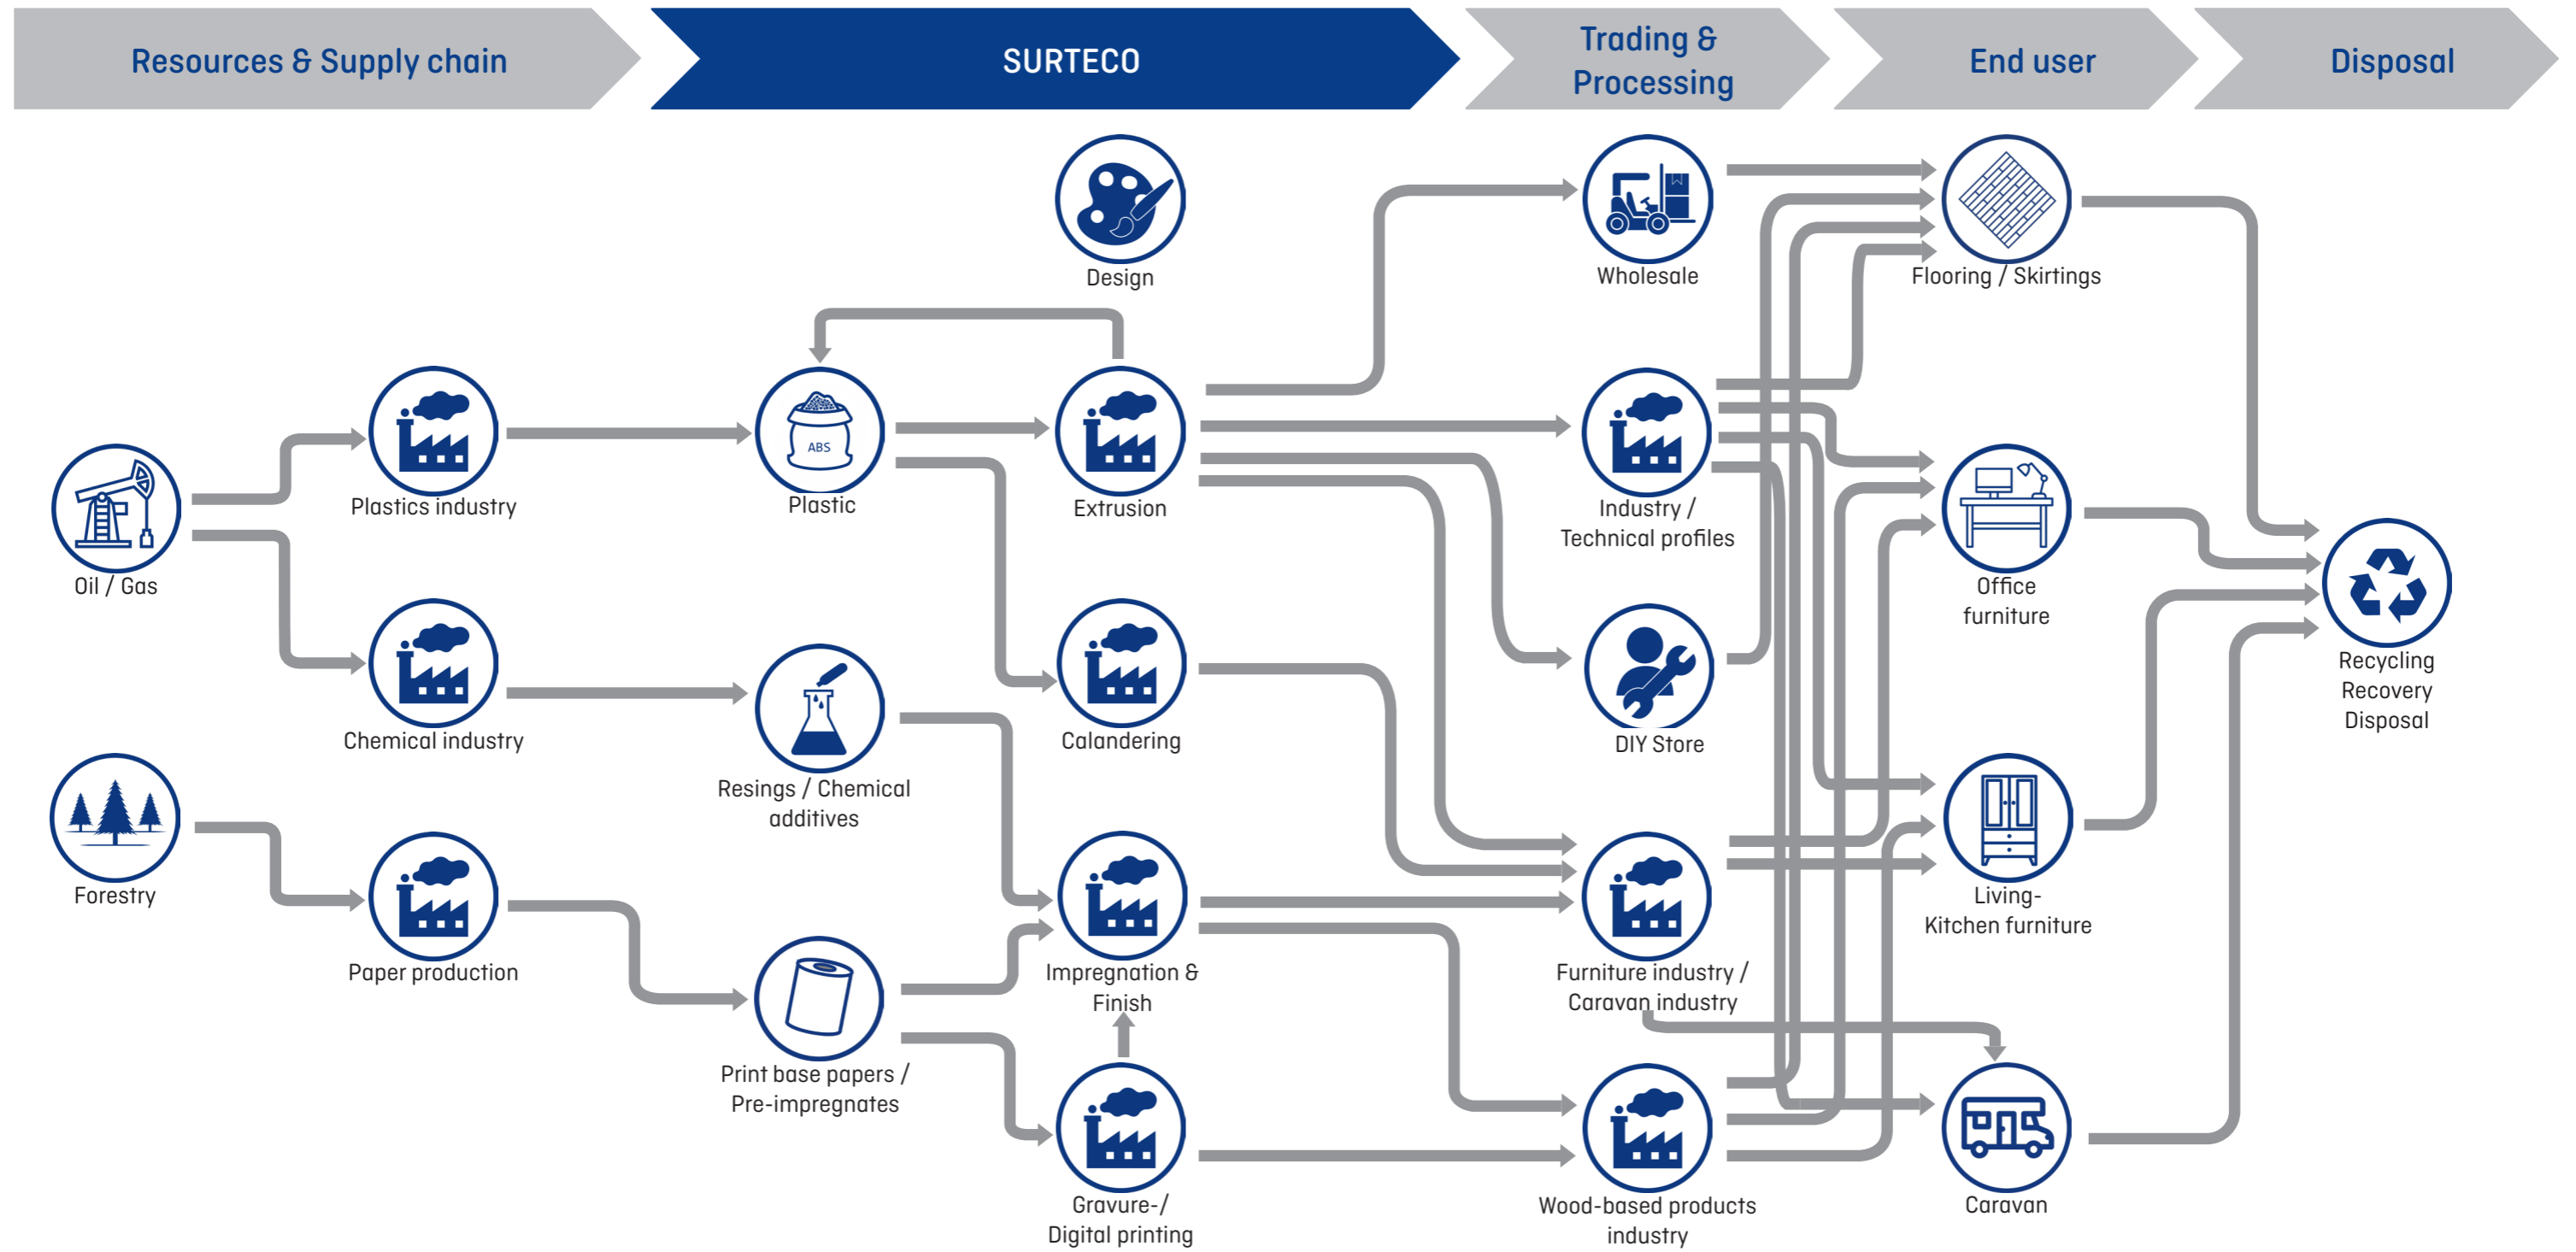 Resources & Supply chain
SURTECO
Trading &
Processing
End user
Disposal
Design
Wholesale
Flooring / Skirtings
ABS
Plastics industry
Plastic
Extrusion
Industry /
Technical profiles
Oil / Gas
Office
furniture
Recycling
Recovery
Disposal
Chemical industry
Calandering
DIY Store
Resings / Chemical
additives
Forestry
Living-
Kitchen furniture
Paper production
Impregnation &
Finish
Furniture industry /
Caravan industry
Print base papers /
Pre-impregnates
Gravure-/
Digital printing
Wood-based products
industry
Caravan